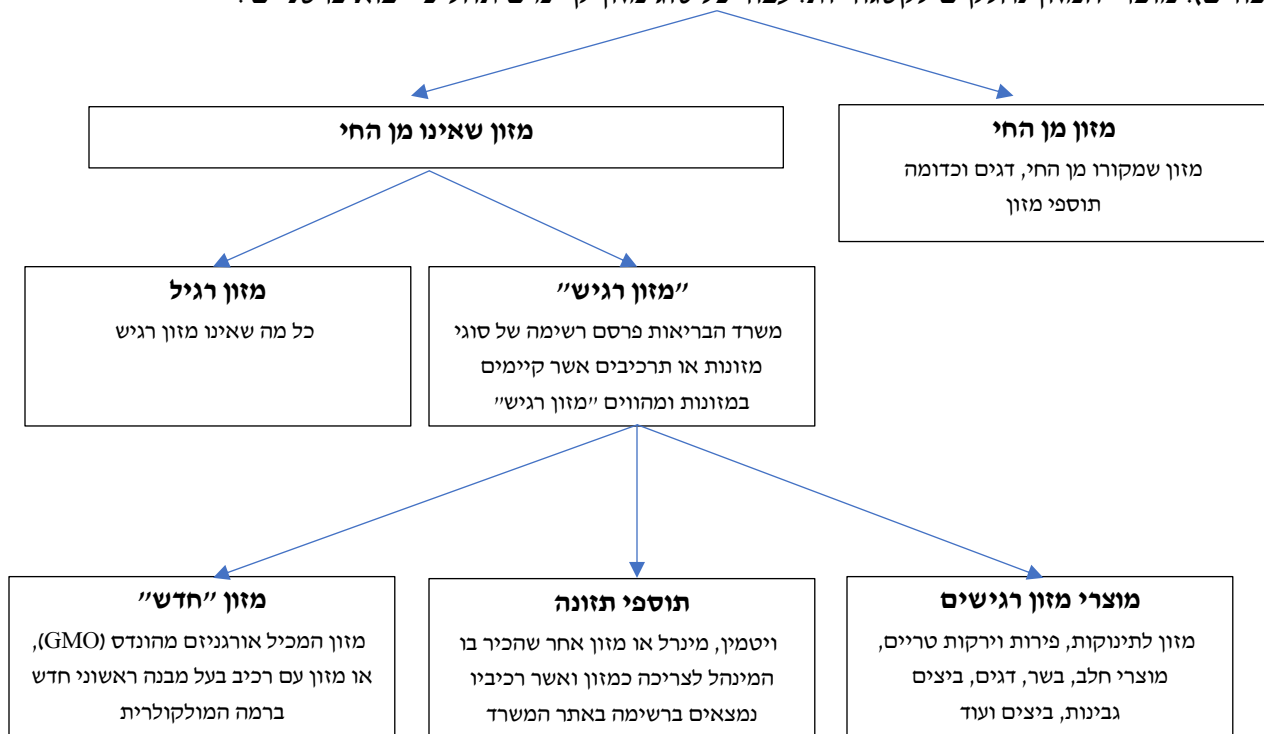 מזון מן החי
מזון שמקורו מן החי, דגים וכדומה
תוספי מזון
מזון שאינו מן החי
"מזון רגיש"
משרד הבריאות פרסם רשימה של סוגי
מזונות או תרכיבים אשר קיימים
במזונות ומהווים "מזון רגיש"
מזון רגיל
כל מה שאינו מזון רגיש
מוצרי מזון רגישים
מזון לתינוקות, פירות וירקות טריים,
מוצרי חלב, בשר, דגים, ביצים
גבינות, ביצים ועוד
תוספי תזונה
ויטמין, מינרל או מזון אחר שהכיר בו
המינהל לצריכה כמזון ואשר רכיביו
נמצאים ברשימה באתר המשרד
מזון "חדש"
מזון המכיל אורגניזם מהונדס (GMO),
או מזון עם רכיב בעל מבנה ראשוני חדש
ברמה המולקולרית